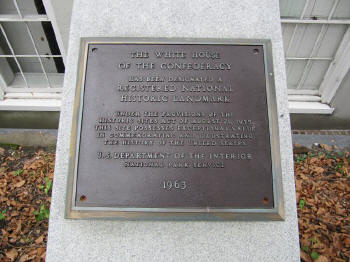 THE WHITE HOUSE
OF THE CONFEDERACY
HAS BEEN DESIGNATED A
REGISTERED NATIONAL
HISTORIC LANDMARK
UNDER THE PROVISIONS OF THE
HISTORIC SITES ACT OF AUGUST 21, 1935
THIS SITE POSSESSES EXCEPTIONAL VALUE
IN COMMEMORATING AND ILLUSTRATING
THE HISTORY OF THE UNITED STATES
U.S. DEPARTMENT OF THE INTERIOR
NATIONAL PARK SERVICE
1963